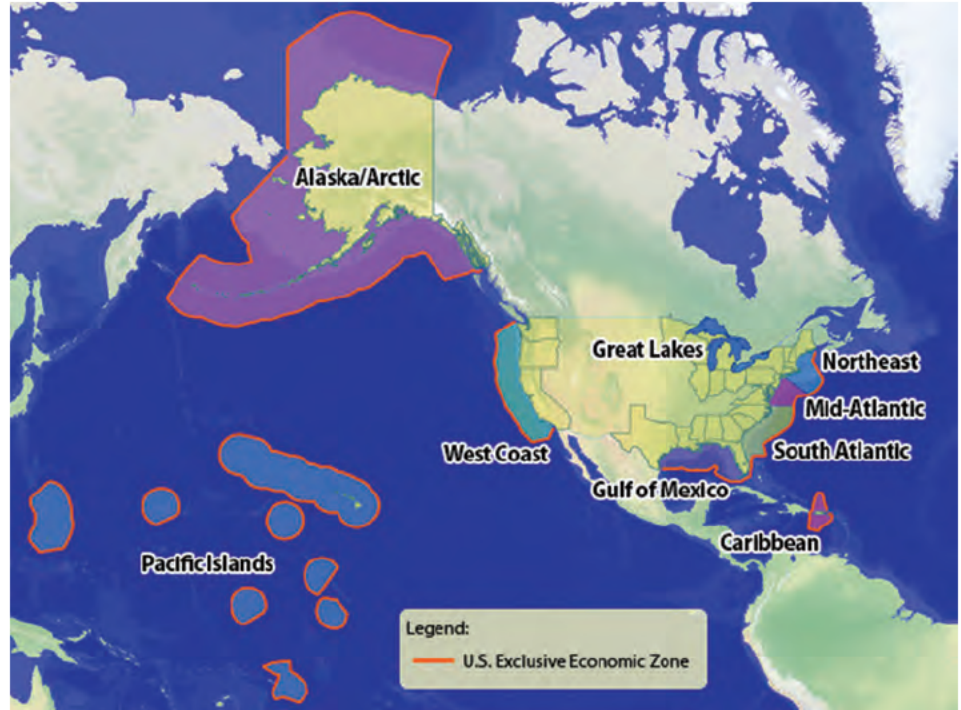 Alaska/Arctic
Great Lakes
Northeast
Mid-Atlantic
West Coast
South Atlantic
Gulf of Mexico
Caribbean
Pacific Islands
Legend:
U.S. Exclusive Economic Zone